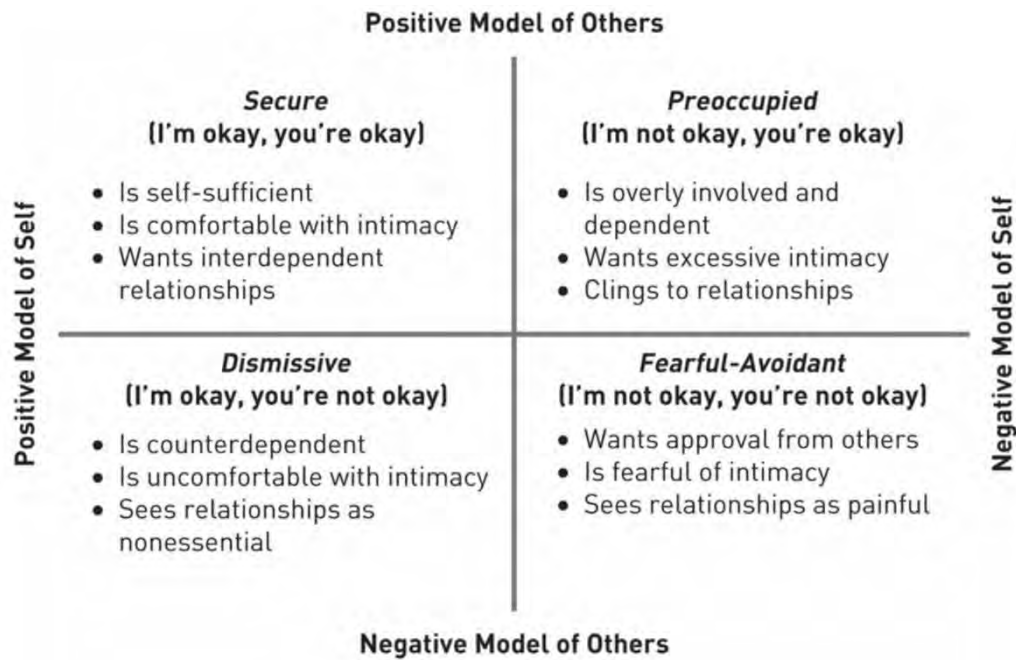 Positive Model of Others
Positive Model of Self
Secure
(I'm okay, you're okay)
• Is self-sufficient
• Is comfortable with intimacy
• Wants interdependent
relationships
Preoccupied
(I'm not okay, you're okay)
• Is overly involved and
dependent
• Wants excessive intimacy
• Clings to relationships
Negative Model of Self
Dismissive
(I'm okay, you're not okay)
• Is counterdependent
• Is uncomfortable with intimacy
• Sees relationships as
nonessential
Fearful-Avoidant
(I'm not okay, you're not okay)
• Wants approval from others
• Is fearful of intimacy
• Sees relationships as painful
Negative Model of Others